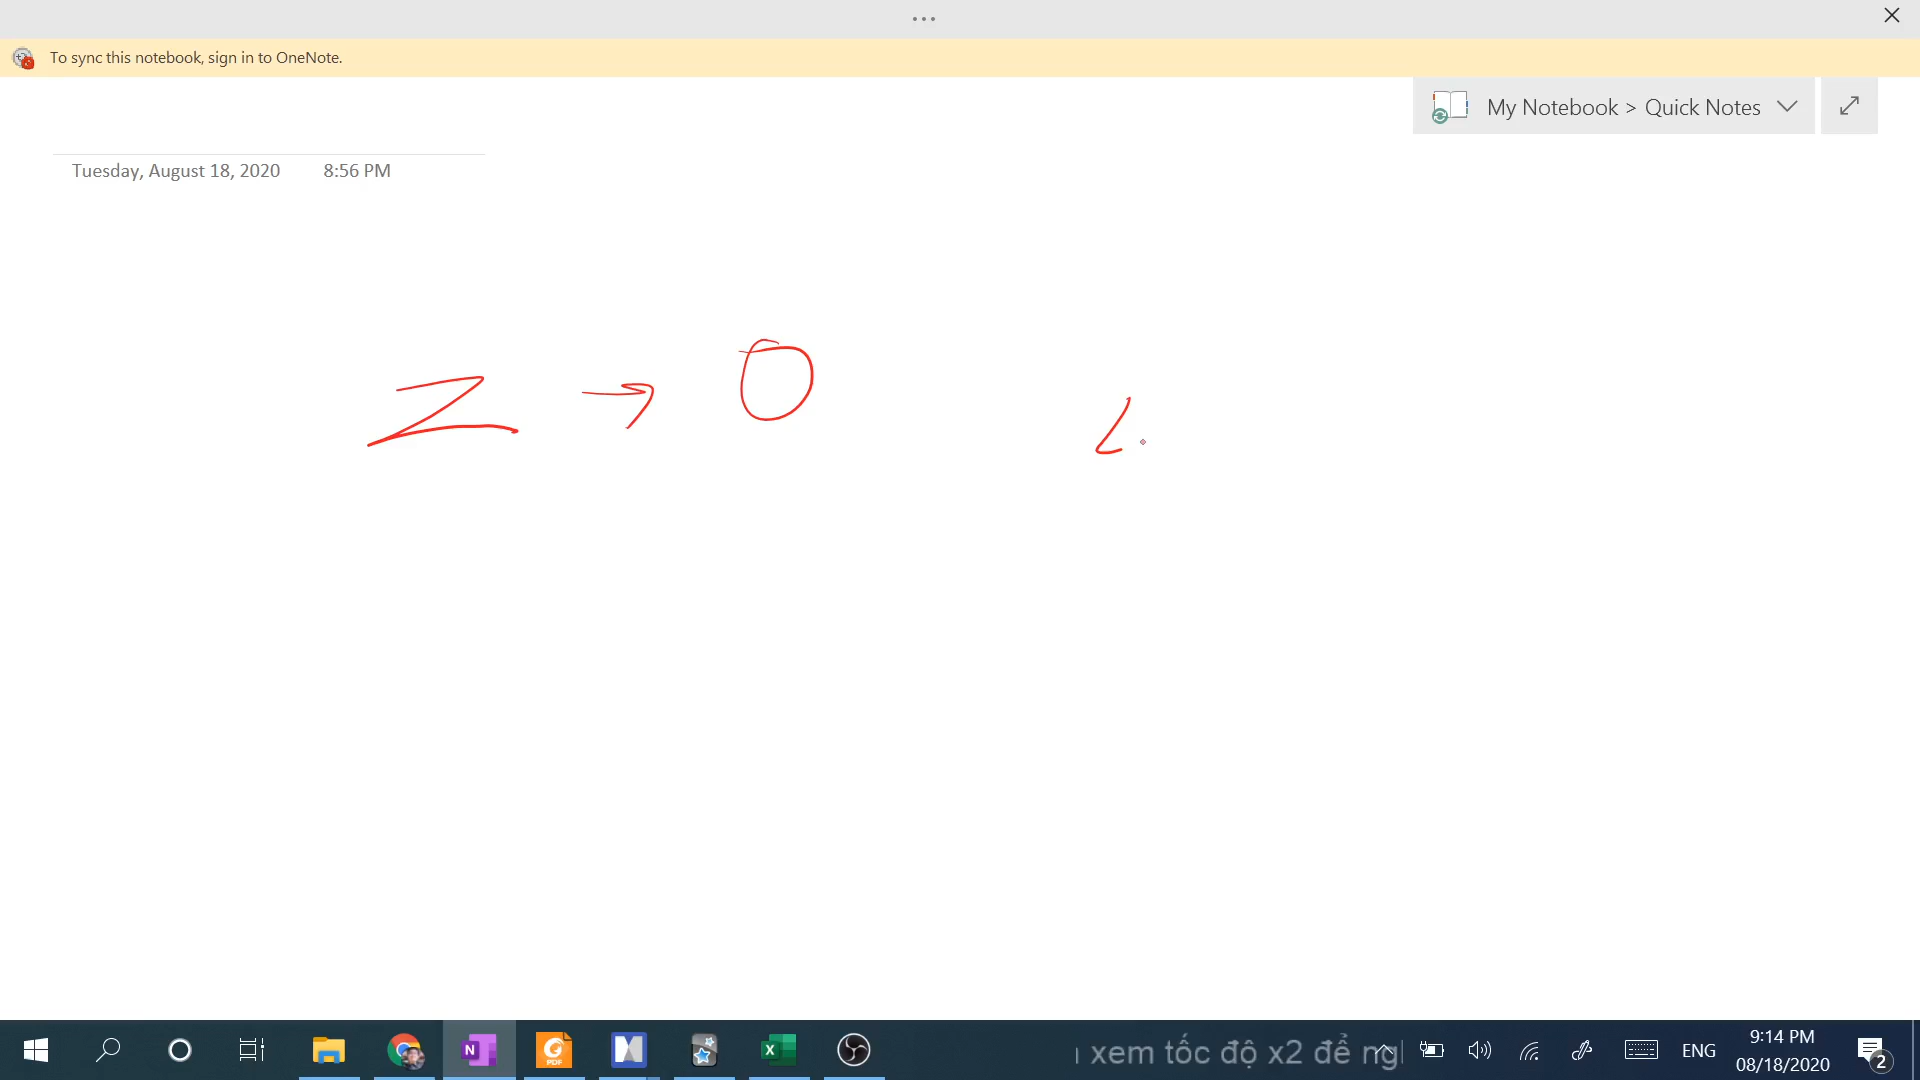 To sync this notebook, sign in to OneNote.
My Notebook > Quick Notes
Tuesday, August 18, 2020 8:56 PM
Z → O
xem tốc độ x2 để
ENG
9:14 PM
08/18/2020
2
N
PDF
X